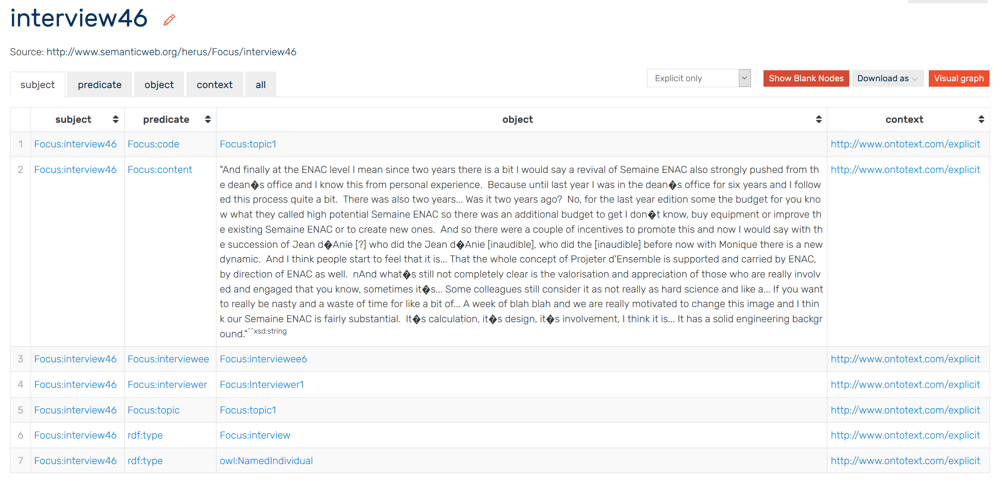 interview46
Source: http://www.semanticweb.org/herus/Focus/interview46
subject predicate object context all Explicit only Show Blank Nodes Download as Visual graph
subject predicate object context
1 Focus:interview46 Focus:code Focus:topic1 http://www.ontotext.com/explicit
2 Focus:interview46 Focus:content "And finally at the ENAC level I mean since two years there is a bit I would say a revival of Semaine ENAC also strongly pushed from th http://www.ontotext.com/explicit
e dean�s office and I know this from personal experience.  Because until last year I was in the dean�s office for six years and I follow
ed this process quite a bit.  There was also two years... Was it two years ago?  No, for the last year edition some the budget for you kno
w what they called high potential Semaine ENAC so there was an additional budget to get I don�t know, buy equipment or improve th
e existing Semaine ENAC or to create new ones.  And so there were a couple of incentives to promote this and now I would say with th
e succession of Jean d�Anie [?] who did the Jean d�Anie [inaudible], who did the [inaudible] before now with Monique there is a new
dynamic.  And I think people start to feel that it is... That the whole concept of Projeter d'Ensemble is supported and carried by ENAC,
by direction of ENAC as well.  nAnd what�s still not completely clear is the valorisation and appreciation of those who are really involv
ed and engaged that you know, sometimes it�s... Some colleagues still consider it as not really as hard science and like a... If you want
to really be nasty and a waste of time for like a bit of... A week of blah blah and we are really motivated to change this image and I thin
k our Semaine ENAC is fairly substantial.  It�s calculation, it�s design, it�s involvement, I think it is... It has a solid engineering backgr
ound."^^xsd:string
3 Focus:interview46 Focus:interviewee Focus:interviewee6 http://www.ontotext.com/explicit
4 Focus:interview46 Focus:interviewer Focus:Interviewer1 http://www.ontotext.com/explicit
5 Focus:interview46 Focus:topic Focus:topic1 http://www.ontotext.com/explicit
6 Focus:interview46 rdf:type Focus:interview http://www.ontotext.com/explicit
7 Focus:interview46 rdf:type owl:NamedIndividual http://www.ontotext.com/explicit